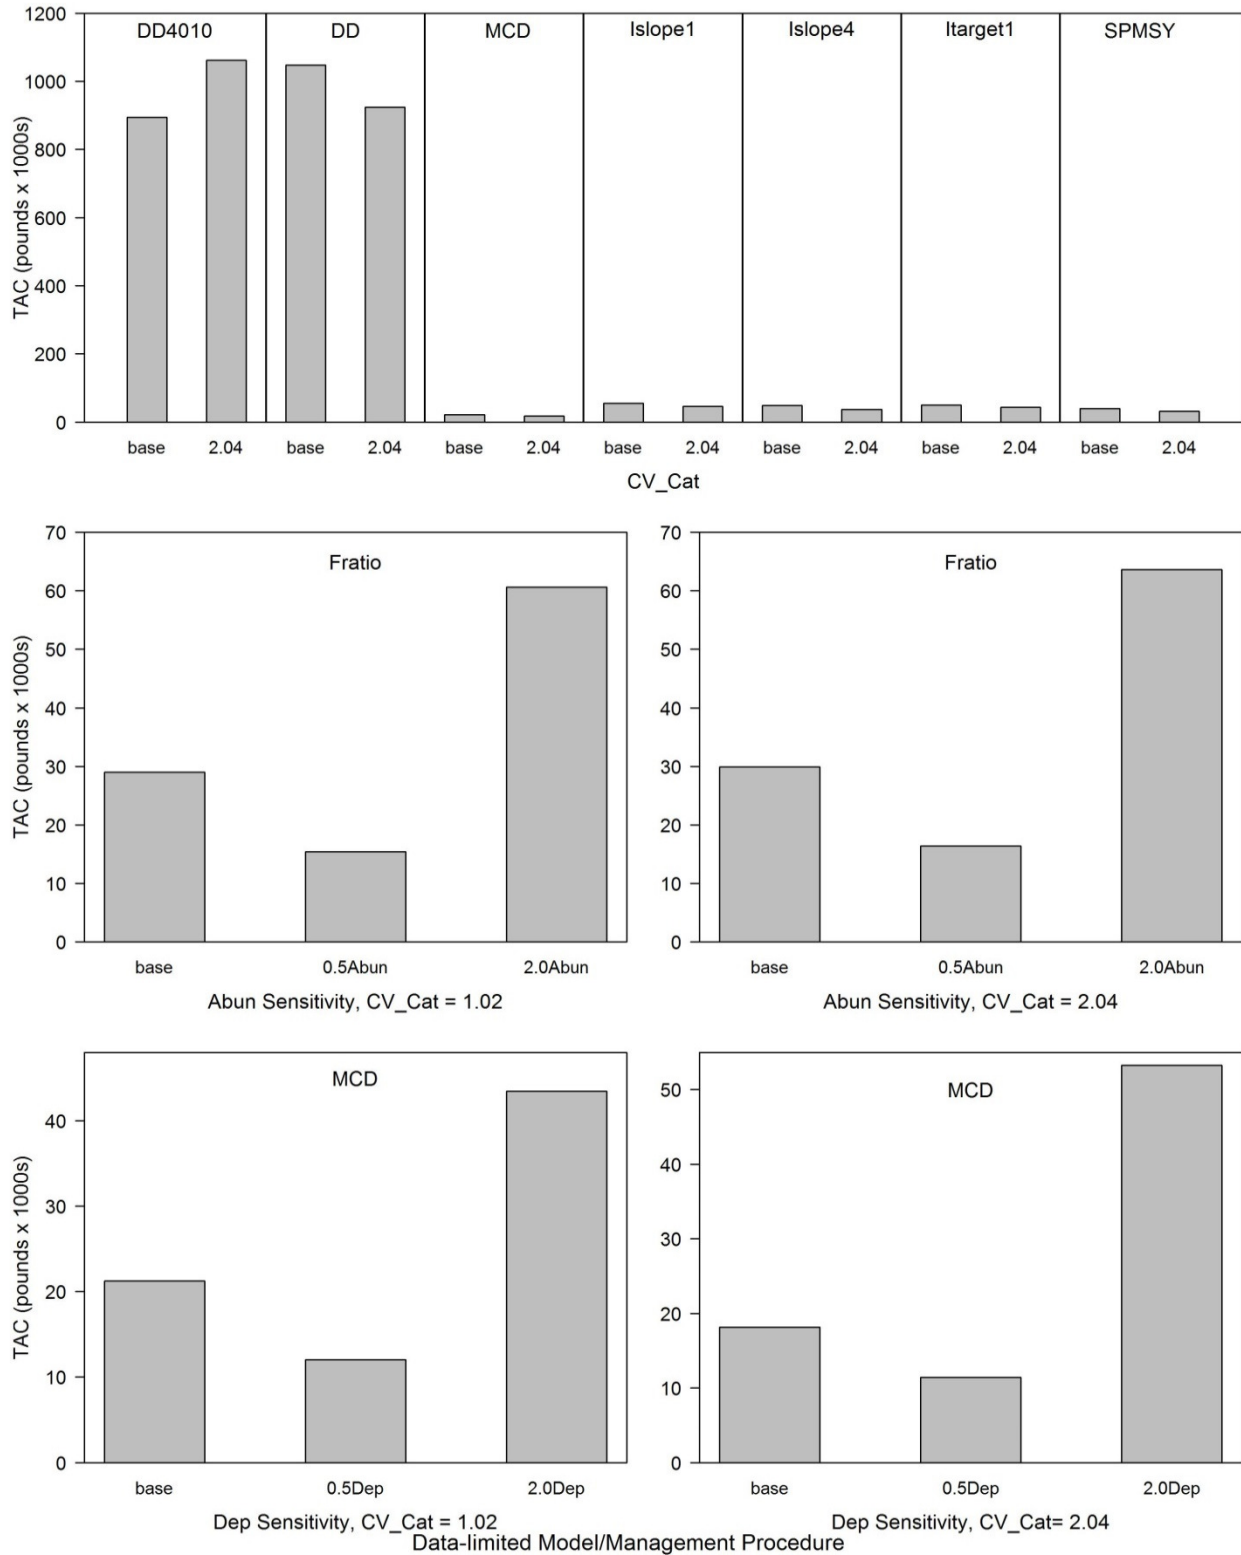 DD4010 DD MCD Islope1 Islope4 Itarget1 SPMSY
TAC (pounds x 1000s)
1200
1000
800
600
400
200
0
base 2.04 base 2.04 base 2.04 base 2.04 base 2.04 base 2.04 base 2.04
CV_Cat
Fratio
TAC (pounds x 1000s)
70
60
50
40
30
20
10
0
base 0.5Abun 2.0Abun
Abun Sensitivity, CV_Cat = 1.02
Fratio
70
60
50
40
30
20
10
0
base 0.5Abun 2.0Abun
Abun Sensitivity, CV_Cat = 2.04
MCD
TAC (pounds x 1000s)
40
30
20
10
0
base 0.5Dep 2.0Dep
Dep Sensitivity, CV_Cat = 1.02
MCD
50
40
30
20
10
0
base 0.5Dep 2.0Dep
Dep Sensitivity, CV_Cat= 2.04
Data-limited Model/Management Procedure